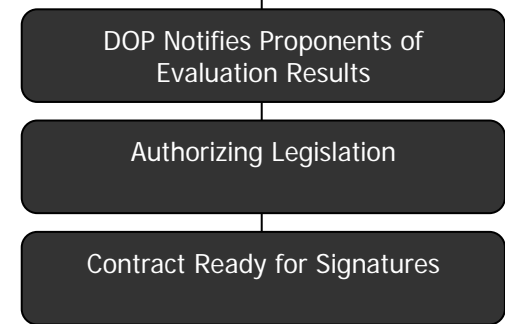 DOP Notifies Proponents of
Evaluation Results
Authorizing Legislation
Contract Ready for Signatures